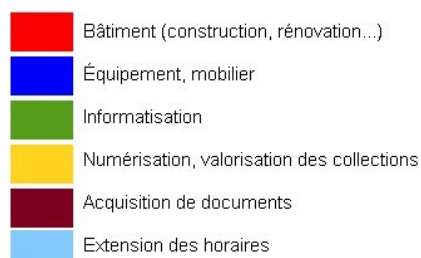 Bâtiment (construction, rénovation...)
Équipement, mobilier
Informatisation
Numérisation, valorisation des collections
Acquisition de documents
Extension des horaires